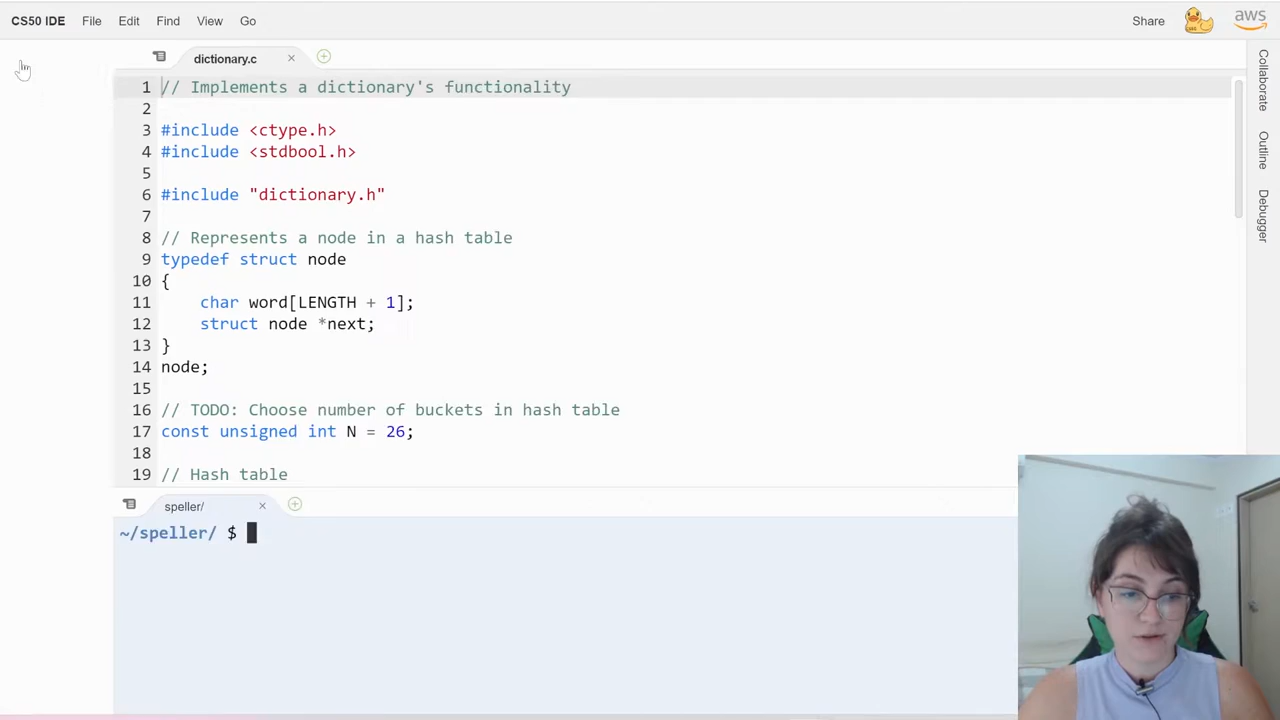 CS50 IDE File Edit Find View Go Share aws
dictionary.c
1 // Implements a dictionary's functionality
2
3 #include <ctype.h>
4 #include <stdbool.h>
5
6 #include "dictionary.h"
7
8 // Represents a node in a hash table
9 typedef struct node
10 {
11     char word[LENGTH + 1];
12     struct node *next;
13 }
14 node;
15
16 // TODO: Choose number of buckets in hash table
17 const unsigned int N = 26;
18
19 // Hash table
speller/
~/speller/ $
Collaborate
Outline
Debugger